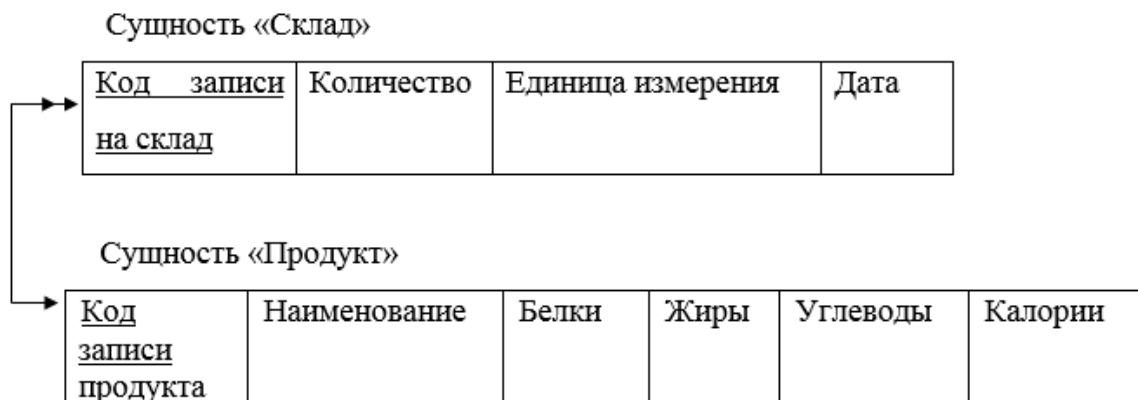 Сущность «Склад»
Код записи Количество Единица измерения Дата
на склад
Сущность «Продукт»
Код Наименование Белки Жиры Углеводы Калории
записи
продукта